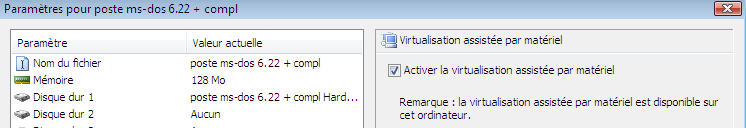 Paramètres pour poste ms-dos 6.22 + compl
Paramètre Valeur actuelle
Nom du fichier poste ms-dos 6.22 + compl
Mémoire 128 Mo
Disque dur 1 poste ms-dos 6.22 + compl Hard...
Disque dur 2 Aucun
Virtualisation assistée par matériel
Activer la virtualisation assistée par matériel
Remarque : la virtualisation assistée par matériel est disponible sur
cet ordinateur.